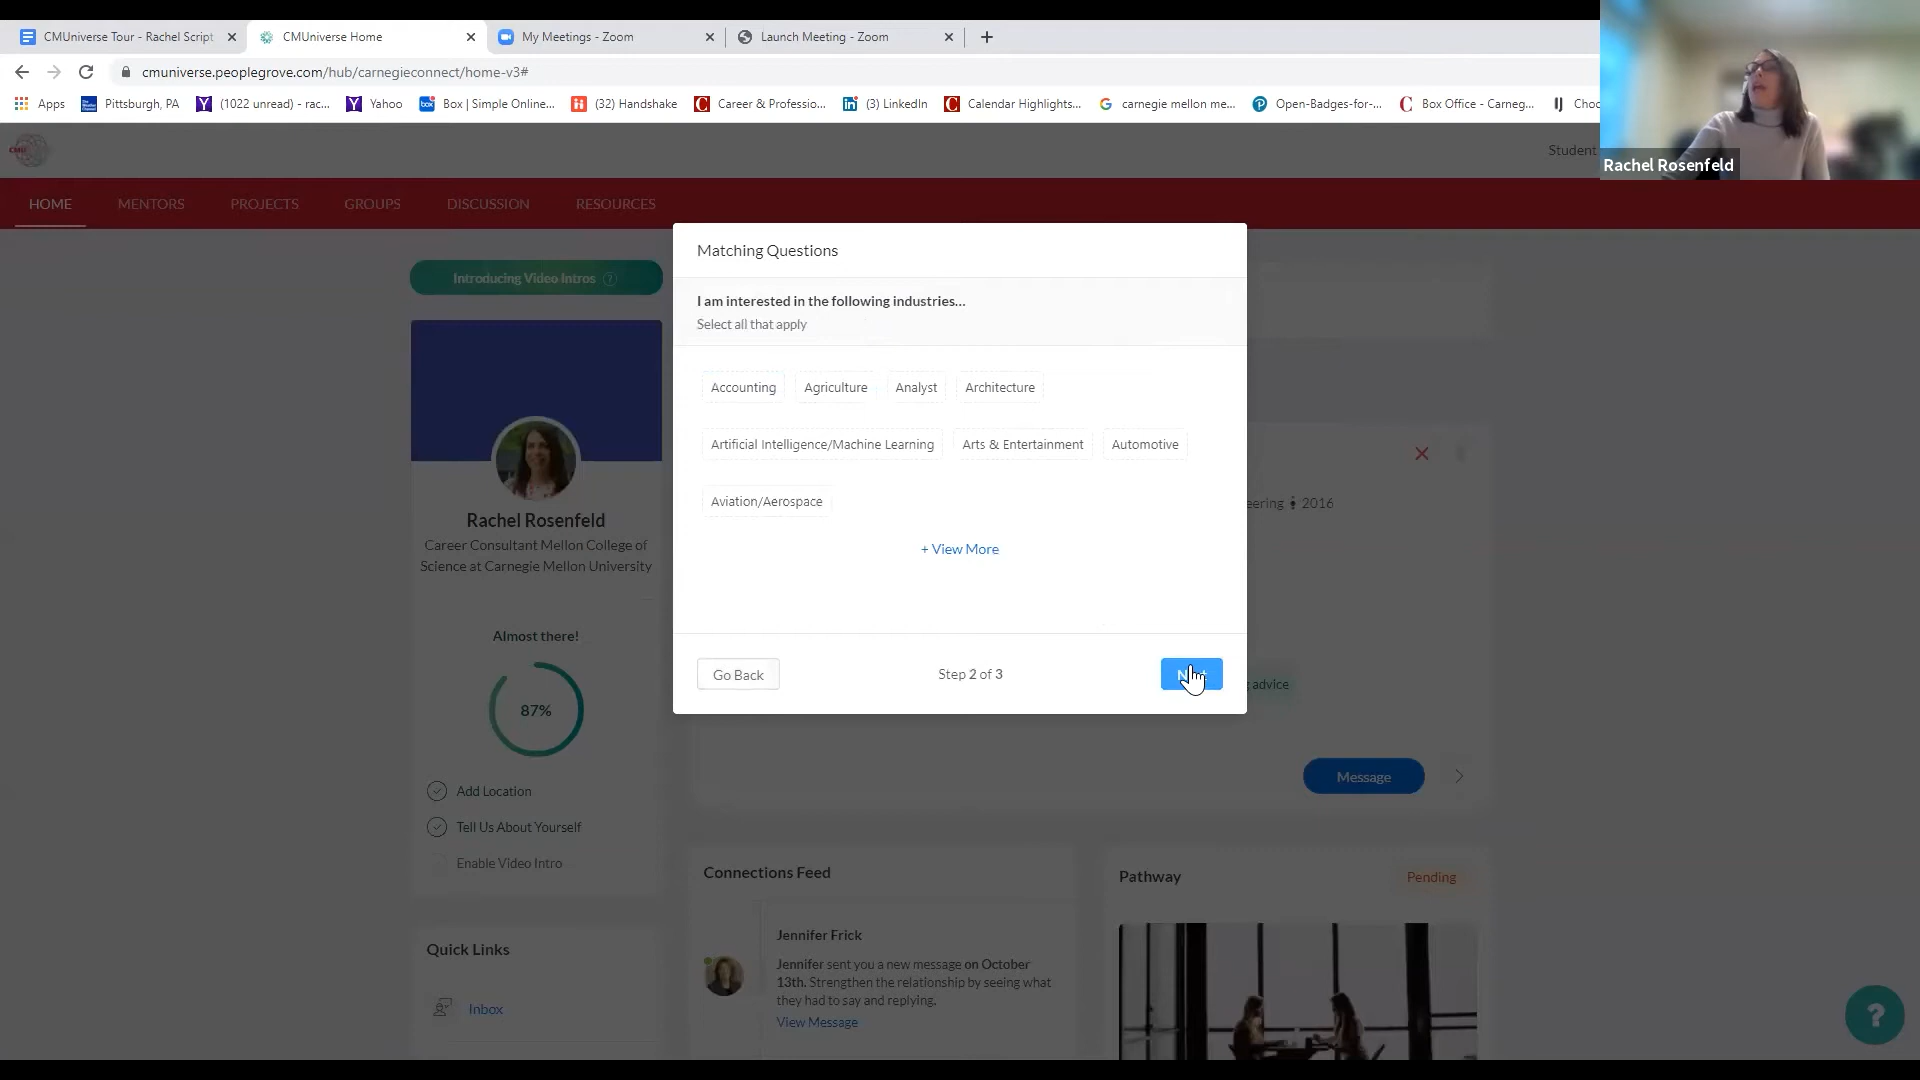 CMUniverse Tour - Rachel Script
CMUniverse Home
My Meetings - Zoom
Launch Meeting - Zoom
cmuniverse.peoplegrove.com/hub/carnegieconnect/home-v3#
Apps
Pittsburgh, PA
(1022 unread) - rac...
Yahoo
Box | Simple Online...
(32) Handshake
Career & Professio...
(3) LinkedIn
Calendar Highlights...
carnegie mellon me...
Open-Badges-for-...
Box Office - Carneg...
Rachel Rosenfeld
CMU
Student
HOME
MENTORS
PROJECTS
GROUPS
DISCUSSION
RESOURCES
Introducing Video Intros ?
Rachel Rosenfeld
Career Consultant Mellon College of
Science at Carnegie Mellon University
Almost there!
87%
Add Location
Tell Us About Yourself
Enable Video Intro
Quick Links
Inbox
Matching Questions
I am interested in the following industries...
Select all that apply
Accounting
Agriculture
Analyst
Architecture
Artificial Intelligence/Machine Learning
Arts & Entertainment
Automotive
Aviation/Aerospace
+ View More
Go Back
Step 2 of 3
2016
advice
Message
Connections Feed
Jennifer Frick
Jennifer sent you a new message on October
13th. Strengthen the relationship by seeing what
they had to say and replying.
View Message
Pathway
Pending
?